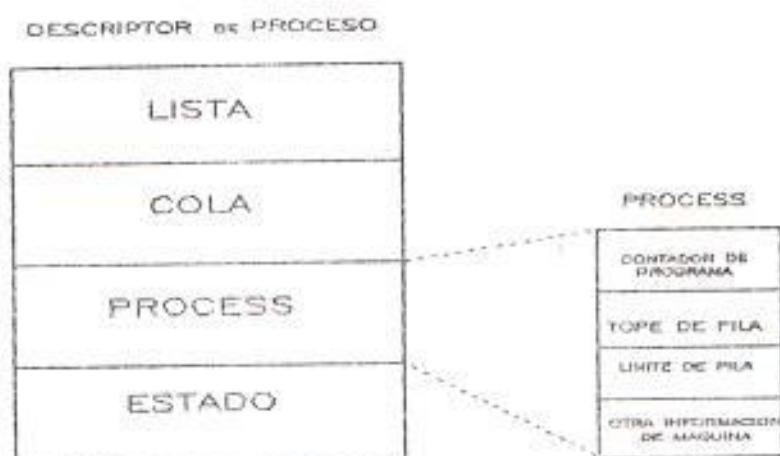 DESCRIPTOR DE PROCESO
LISTA
COLA
PROCESS
ESTADO
PROCESS
CONTADOR DE
PROGRAMA
TOPE DE PILA
LIMITE DE PILA
OTRA INFORMACION
DE MAQUINA